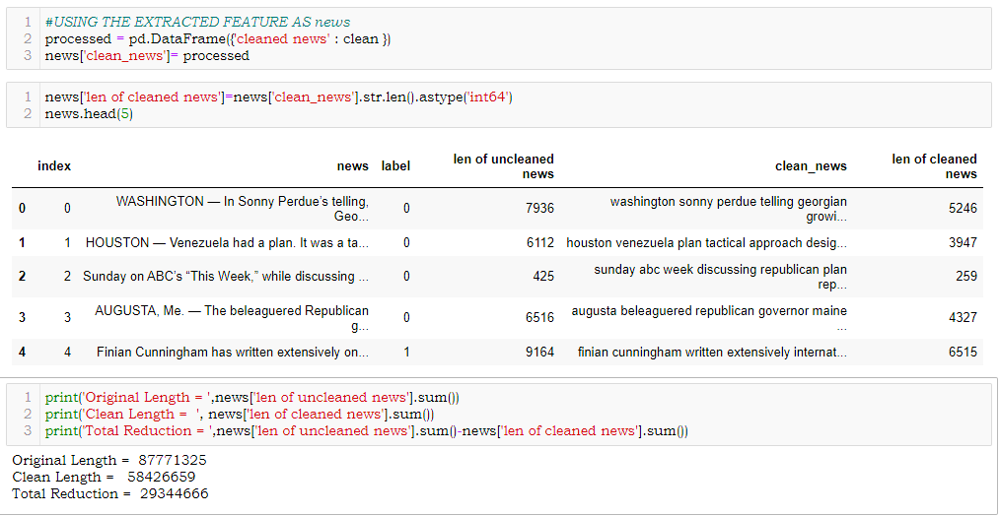 1 #USING THE EXTRACTED FEATURE AS news
2 processed = pd.DataFrame({'cleaned news' : clean })
3 news['clean_news']= processed
1 news['len of cleaned news']=news['clean_news'].str.len().astype('int64')
2 news.head(5)
index news label len of uncleaned news clean_news len of cleaned news
0 0 WASHINGTON — In Sonny Perdue’s telling, Geo... 0 7936 washington sonny perdue telling georgian growi... 5246
1 1 HOUSTON — Venezuela had a plan. It was a ta... 0 6112 houston venezuela plan tactical approach desig... 3947
2 2 Sunday on ABC’s “This Week,” while discussing ... 0 425 sunday abc week discussing republican plan rep... 259
3 3 AUGUSTA, Me. — The beleaguered Republican g... 0 6516 augusta beleaguered republican governor maine ... 4327
4 4 Finian Cunningham has written extensively on... 1 9164 finian cunningham written extensively internat... 6515
1 print('Original Length = ',news['len of uncleaned news'].sum())
2 print('Clean Length =  ', news['len of cleaned news'].sum())
3 print('Total Reduction = ',news['len of uncleaned news'].sum()-news['len of cleaned news'].sum())
Original Length =  87771325
Clean Length =   58426659
Total Reduction =  29344666